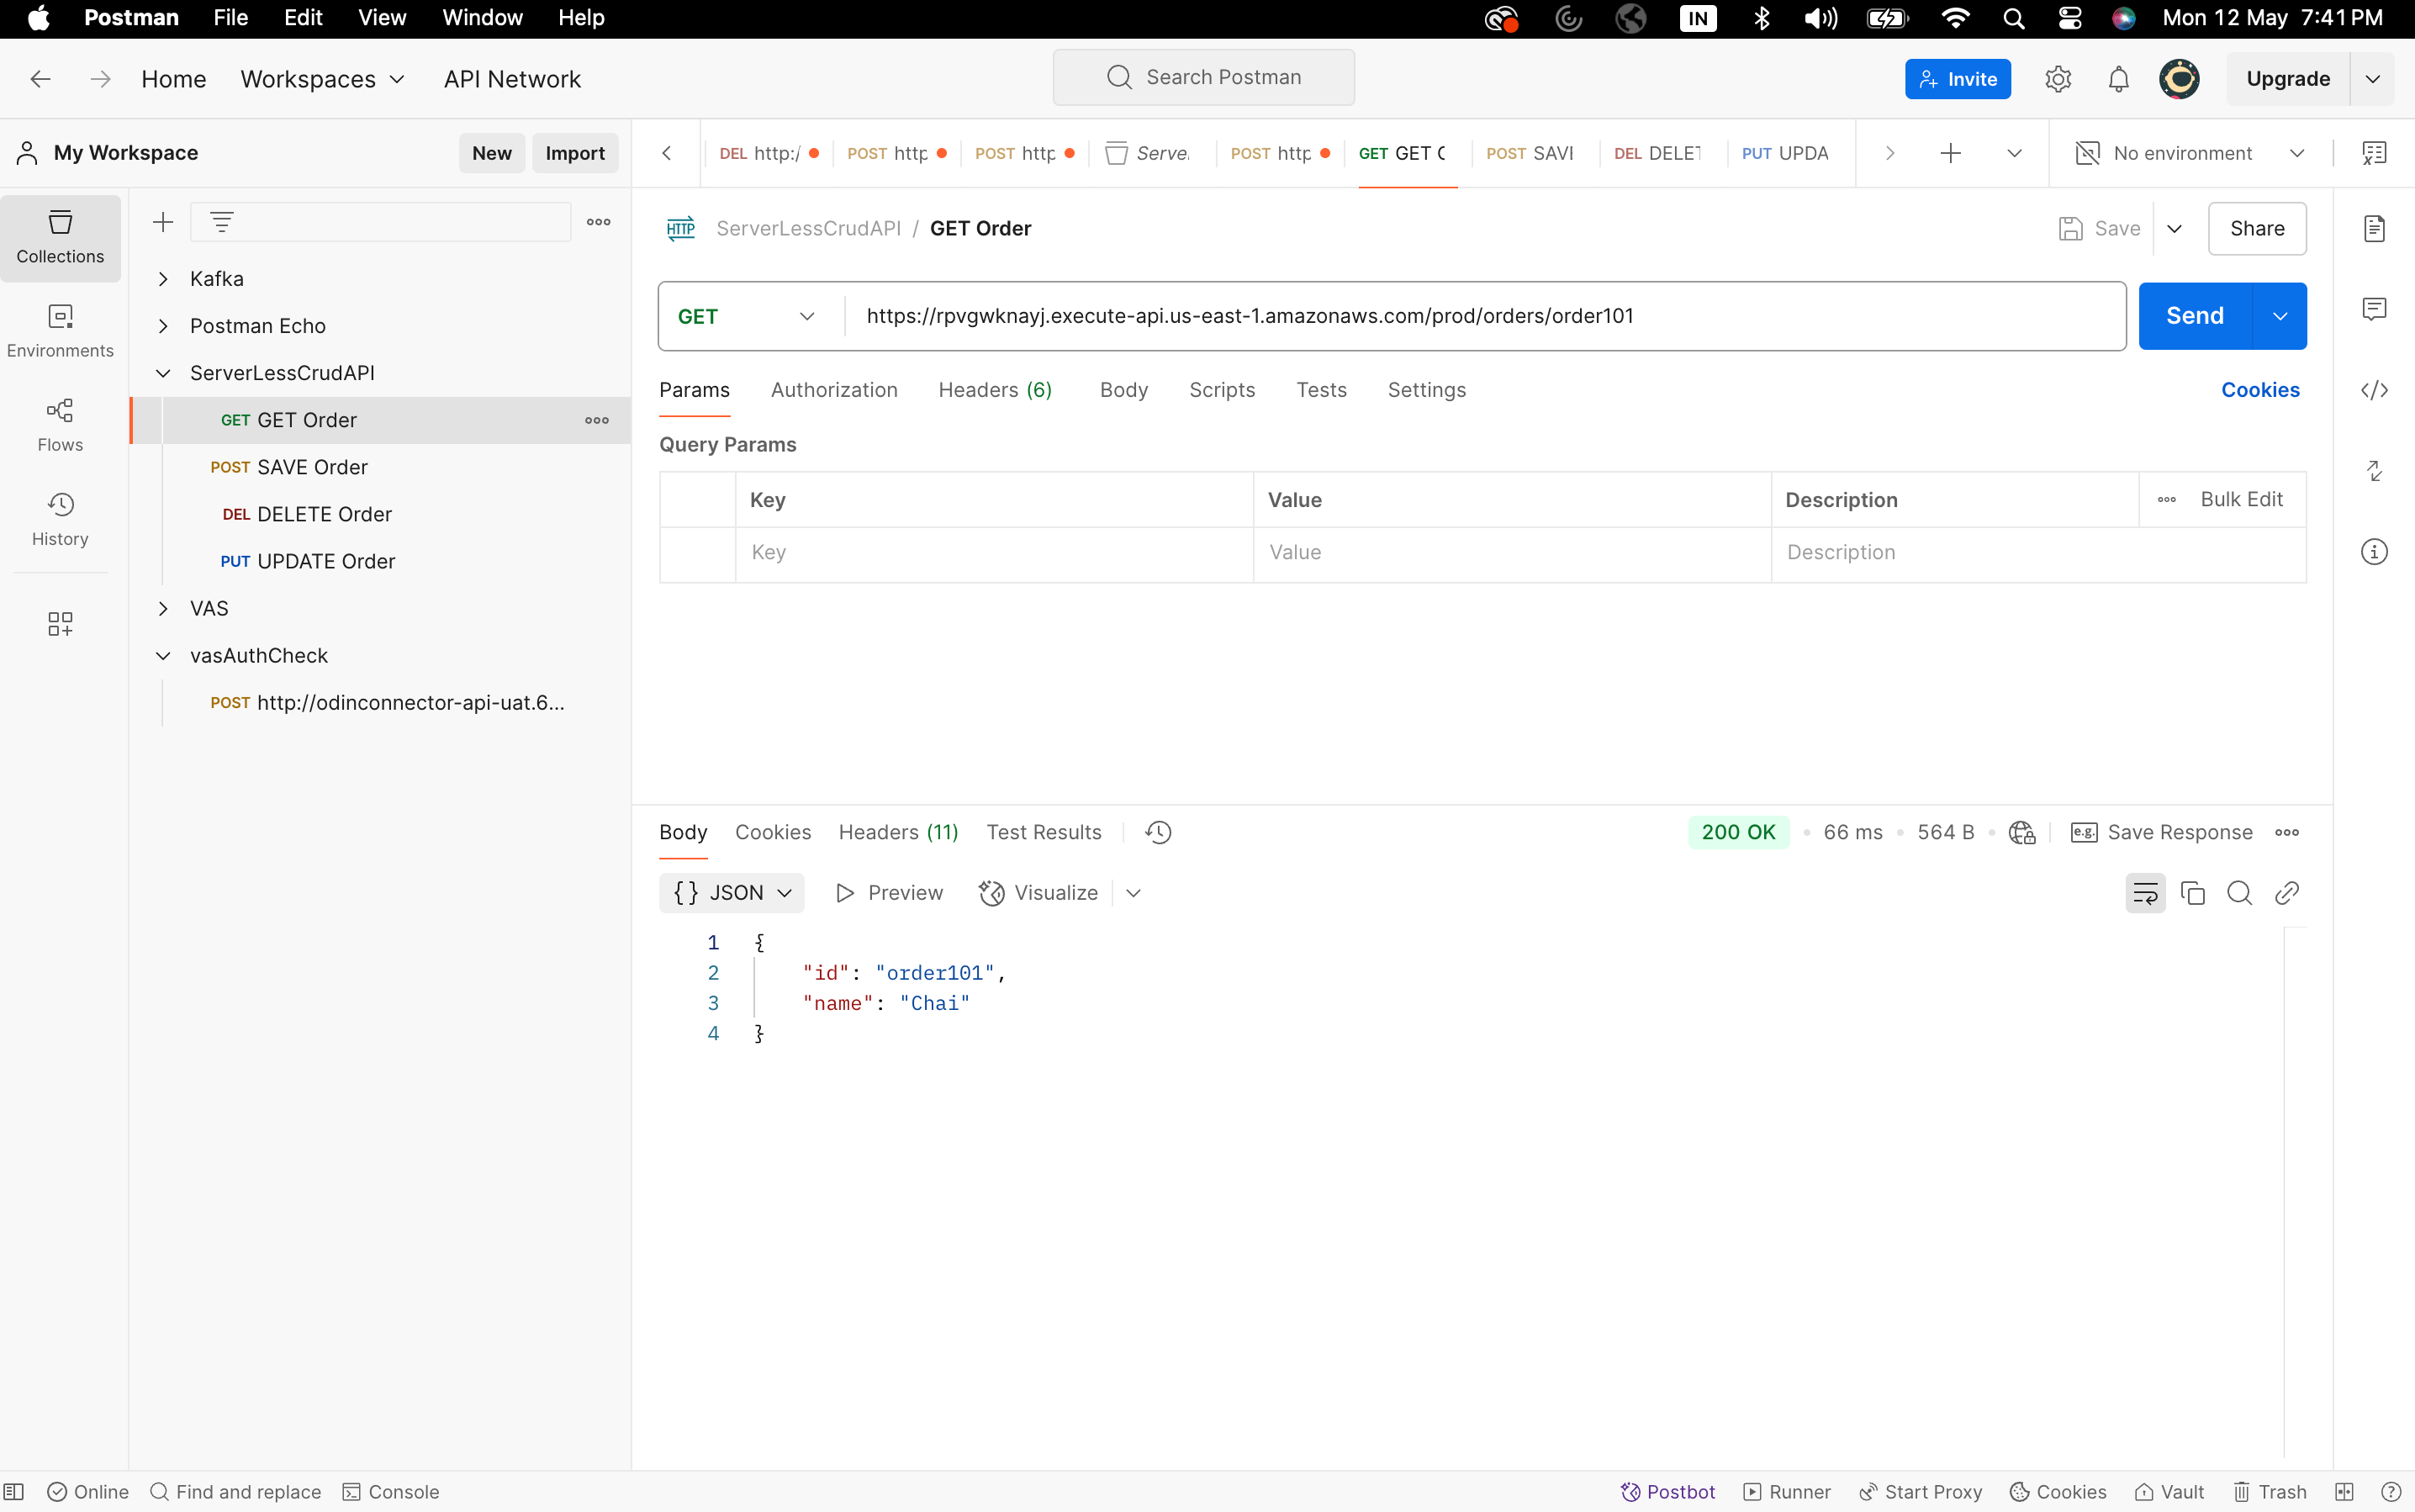 Postman File Edit View Window Help IN Mon 12 May 7:41 PM
Home Workspaces API Network Search Postman Invite Upgrade
My Workspace New Import DEL http:/ POST http POST http Serve POST http GET GET C POST SAVI DEL DELET PUT UPDA No environment
Collections
Environments
Flows
History
Kafka
Postman Echo
ServerLessCrudAPI
GET GET Order
POST SAVE Order
DEL DELETE Order
PUT UPDATE Order
VAS
vasAuthCheck
POST http://odinconnector-api-uat.6...
HTTP ServerLessCrudAPI / GET Order Save Share
GET https://rpvgwknayj.execute-api.us-east-1.amazonaws.com/prod/orders/order101 Send
Params Authorization Headers (6) Body Scripts Tests Settings Cookies
Query Params
Key Value Description Bulk Edit
Key Value Description
Body Cookies Headers (11) Test Results 200 OK 66 ms 564 B e.g. Save Response
{} JSON Preview Visualize
1 {
2 "id": "order101",
3 "name": "Chai"
4 }
Online Find and replace Console Postbot Runner Start Proxy Cookies Vault Trash